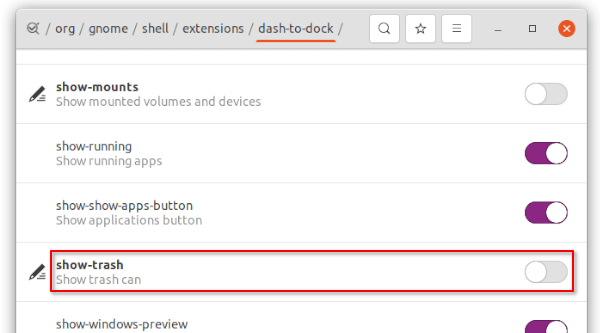 / org / gnome / shell / extensions / dash-to-dock /
show-mounts
Show mounted volumes and devices
show-running
Show running apps
show-show-apps-button
Show applications button
show-trash
Show trash can
show-windows-preview